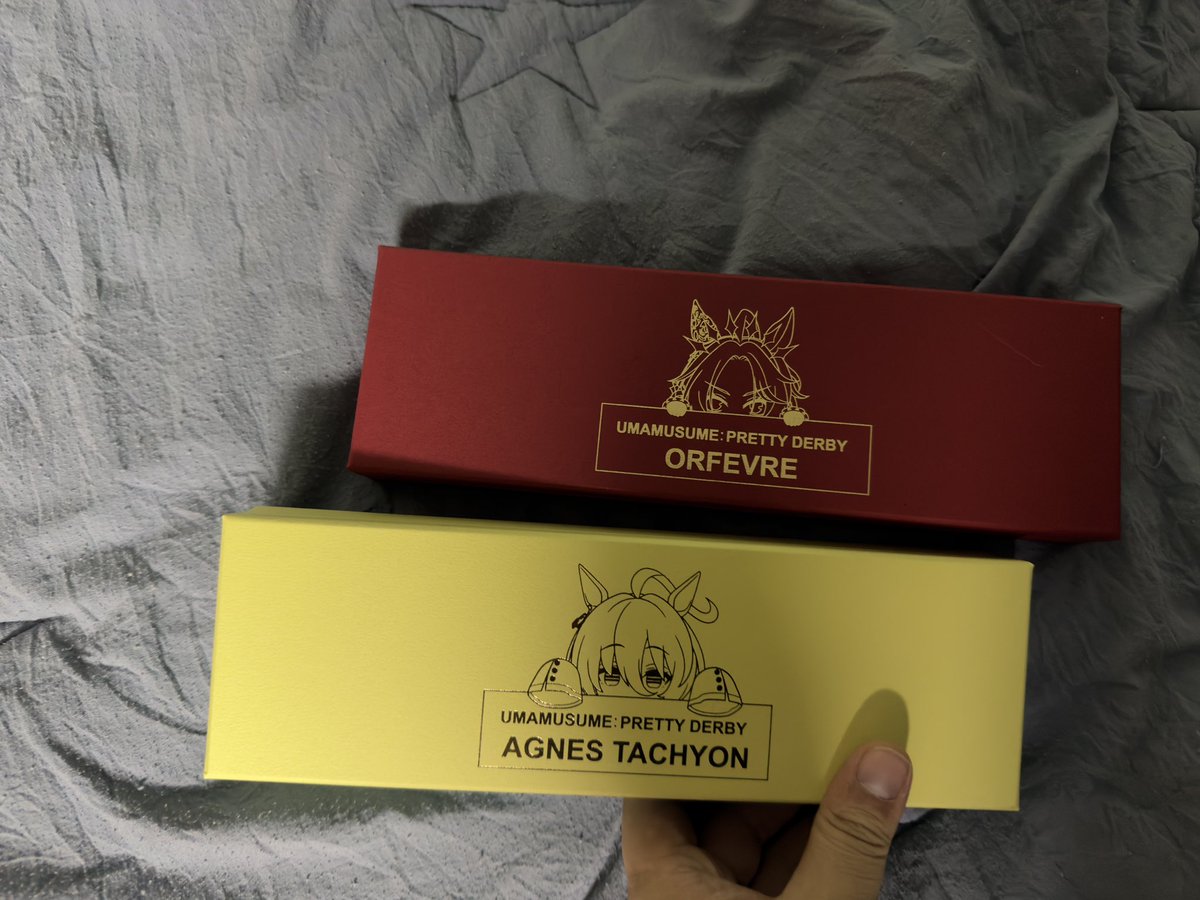 UMAMUSUME: PRETTY DERBY
ORFEVRE
UMAMUSUME: PRETTY DERBY
AGNES TACHYON